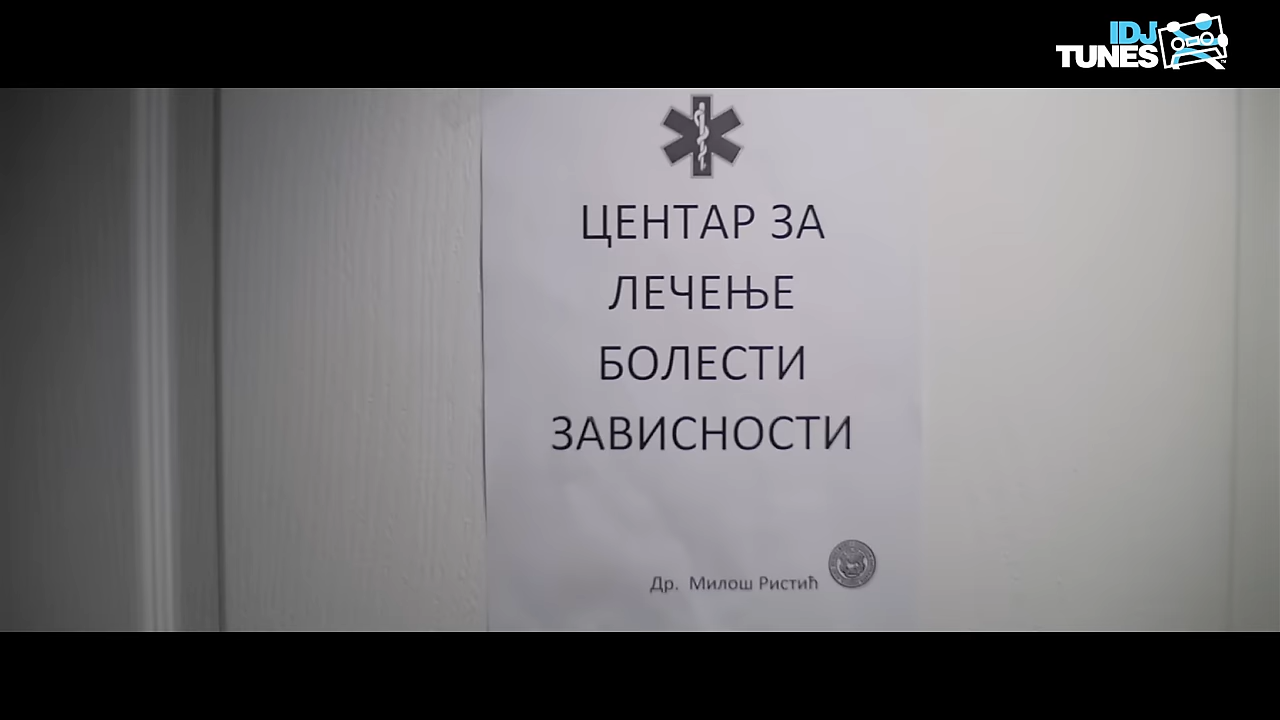 IDJ
TUNES
ЦЕНТАР ЗА
ЛЕЧЕЊЕ
БОЛЕСТИ
ЗАВИСНОСТИ
Др. Милош Ристић